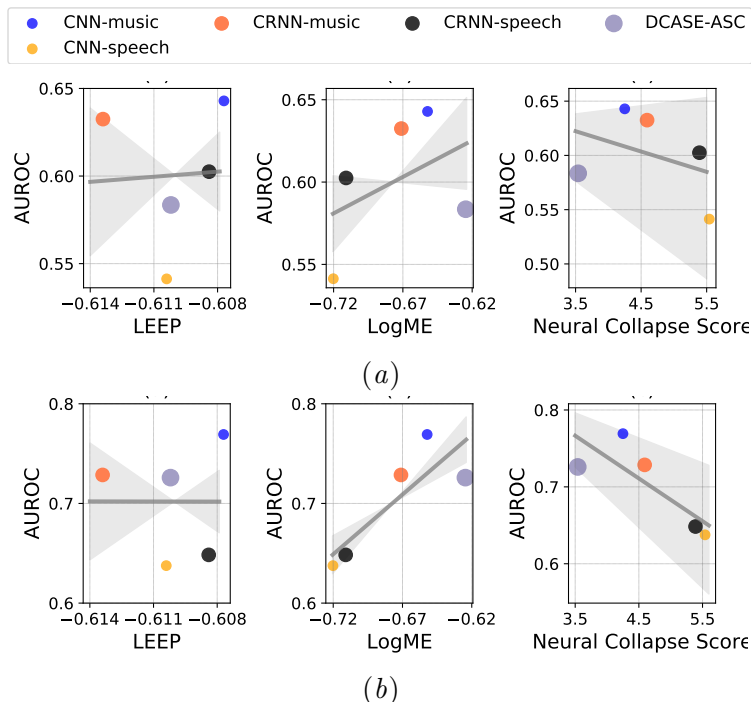 CNN-music CRNN-music CRNN-speech DCASE-ASC
CNN-speech
AUROC AUROC AUROC
0.65 0.65 0.65
0.60 0.60 0.60
0.55 0.55 0.55
0.50
−0.614 −0.611 −0.608 −0.72 −0.67 −0.62 3.5 4.5 5.5
LEEP LogME Neural Collapse Score
(a)
AUROC AUROC AUROC
0.8 0.8 0.8
0.7 0.7 0.7
0.6 0.6 0.6
−0.614 −0.611 −0.608 −0.72 −0.67 −0.62 3.5 4.5 5.5
LEEP LogME Neural Collapse Score
(b)